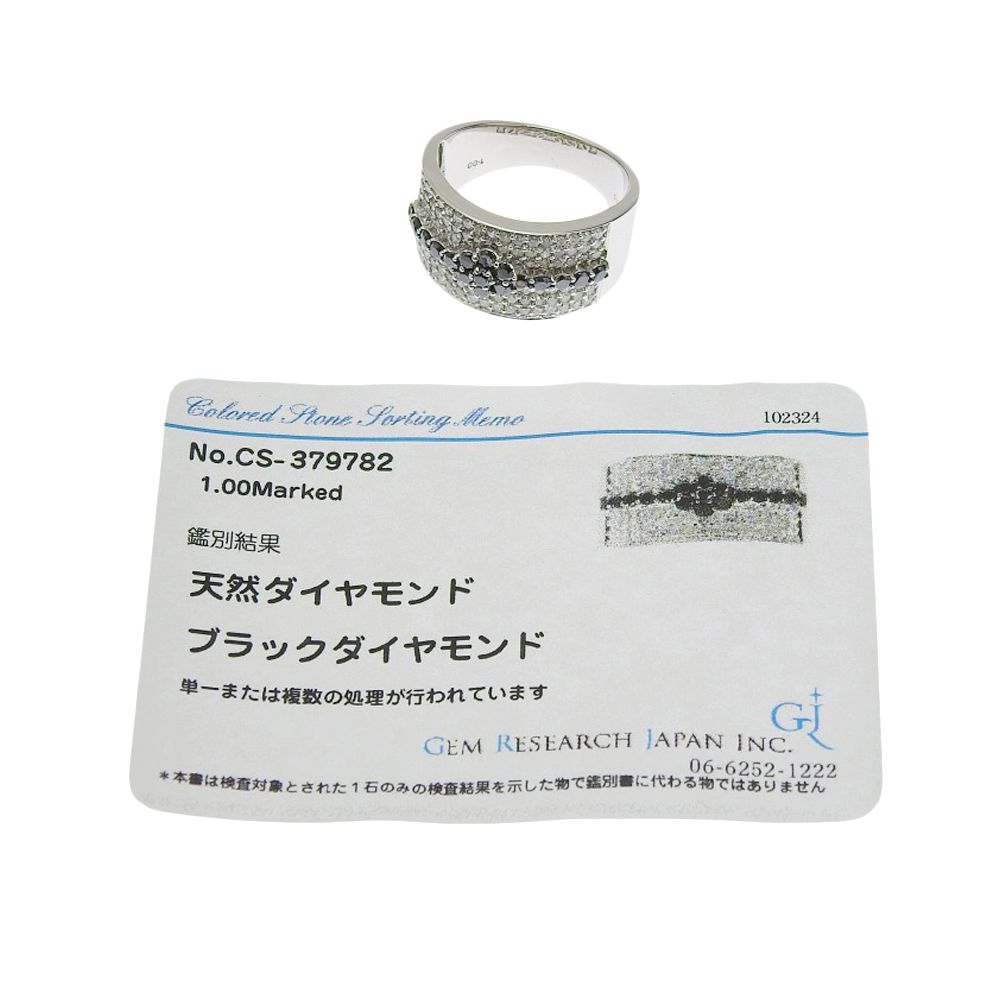 1.00
Colored Stone Sorting Memo
102324
No.CS-379782
1.00Marked
鑑別結果
天然ダイヤモンド
ブラックダイヤモンド
単一または複数の処理が行われています
GJ
GEM RESEARCH JAPAN INC.
06-6252-1222
*本書は検査対象とされた1石のみの検査結果を示した物で鑑別書に代わる物ではありません